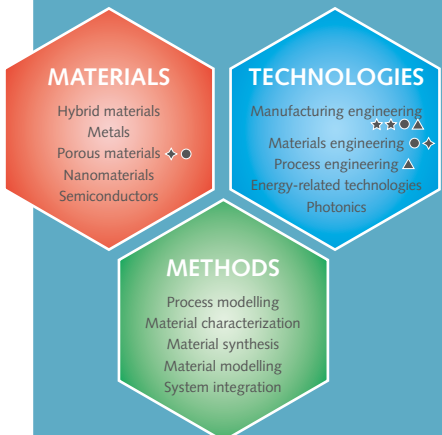 MATERIALS
Hybrid materials
Metals
Porous materials
Nanomaterials
Semiconductors
TECHNOLOGIES
Manufacturing engineering
Materials engineering
Process engineering
Energy-related technologies
Photonics
METHODS
Process modelling
Material characterization
Material synthesis
Material modelling
System integration